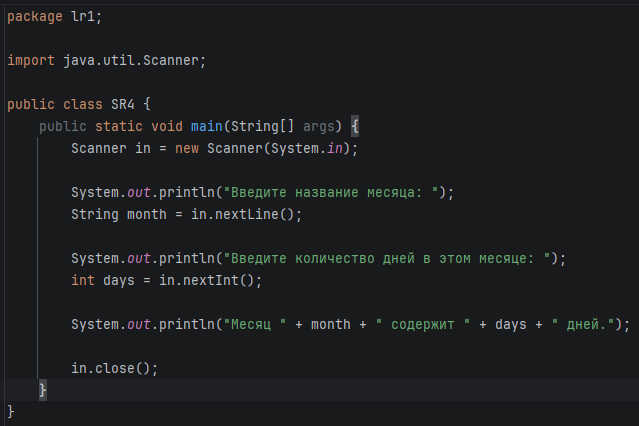 package lr1;
import java.util.Scanner;
public class SR4 {
public static void main(String[] args) {
Scanner in = new Scanner(System.in);
System.out.println("Введите название месяца: ");
String month = in.nextLine();
System.out.println("Введите количество дней в этом месяце: ");
int days = in.nextInt();
System.out.println("Месяц " + month + " содержит " + days + " дней.");
in.close();
}
}